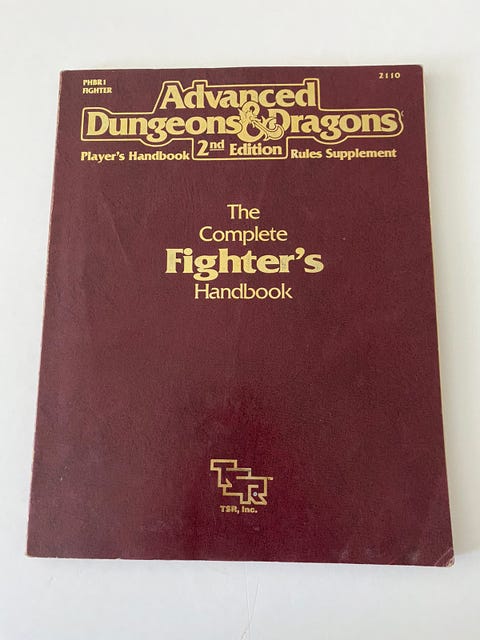 PHBR1
FIGHTER
2110
Advanced
Dungeons & Dragons
2nd Edition
Player's Handbook
Rules Supplement
The
Complete
Fighter's
Handbook
TSR
™
TSR, Inc.